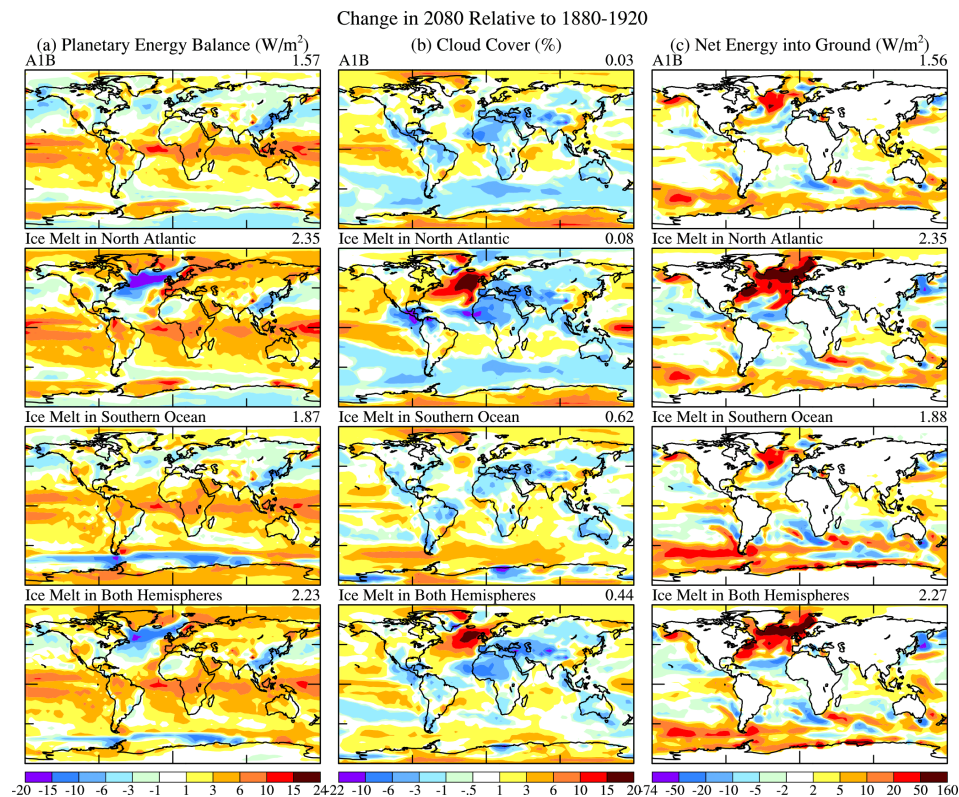 Change in 2080 Relative to 1880-1920
(a) Planetary Energy Balance (W/m²) (b) Cloud Cover (%) (c) Net Energy into Ground (W/m²)
A1B 1.57 A1B 0.03 A1B 1.56
Ice Melt in North Atlantic 2.35 Ice Melt in North Atlantic 0.08 Ice Melt in North Atlantic 2.35
Ice Melt in Southern Ocean 1.87 Ice Melt in Southern Ocean 0.62 Ice Melt in Southern Ocean 1.88
Ice Melt in Both Hemispheres 2.23 Ice Melt in Both Hemispheres 0.44 Ice Melt in Both Hemispheres 2.27
-20 -15 -10 -6 -3 -1 1 3 6 10 15 24 -22 -10 -6 -3 -1 -.5 1 3 6 10 15 20 -74 -50 -20 -10 -5 -2 2 5 10 20 50 160